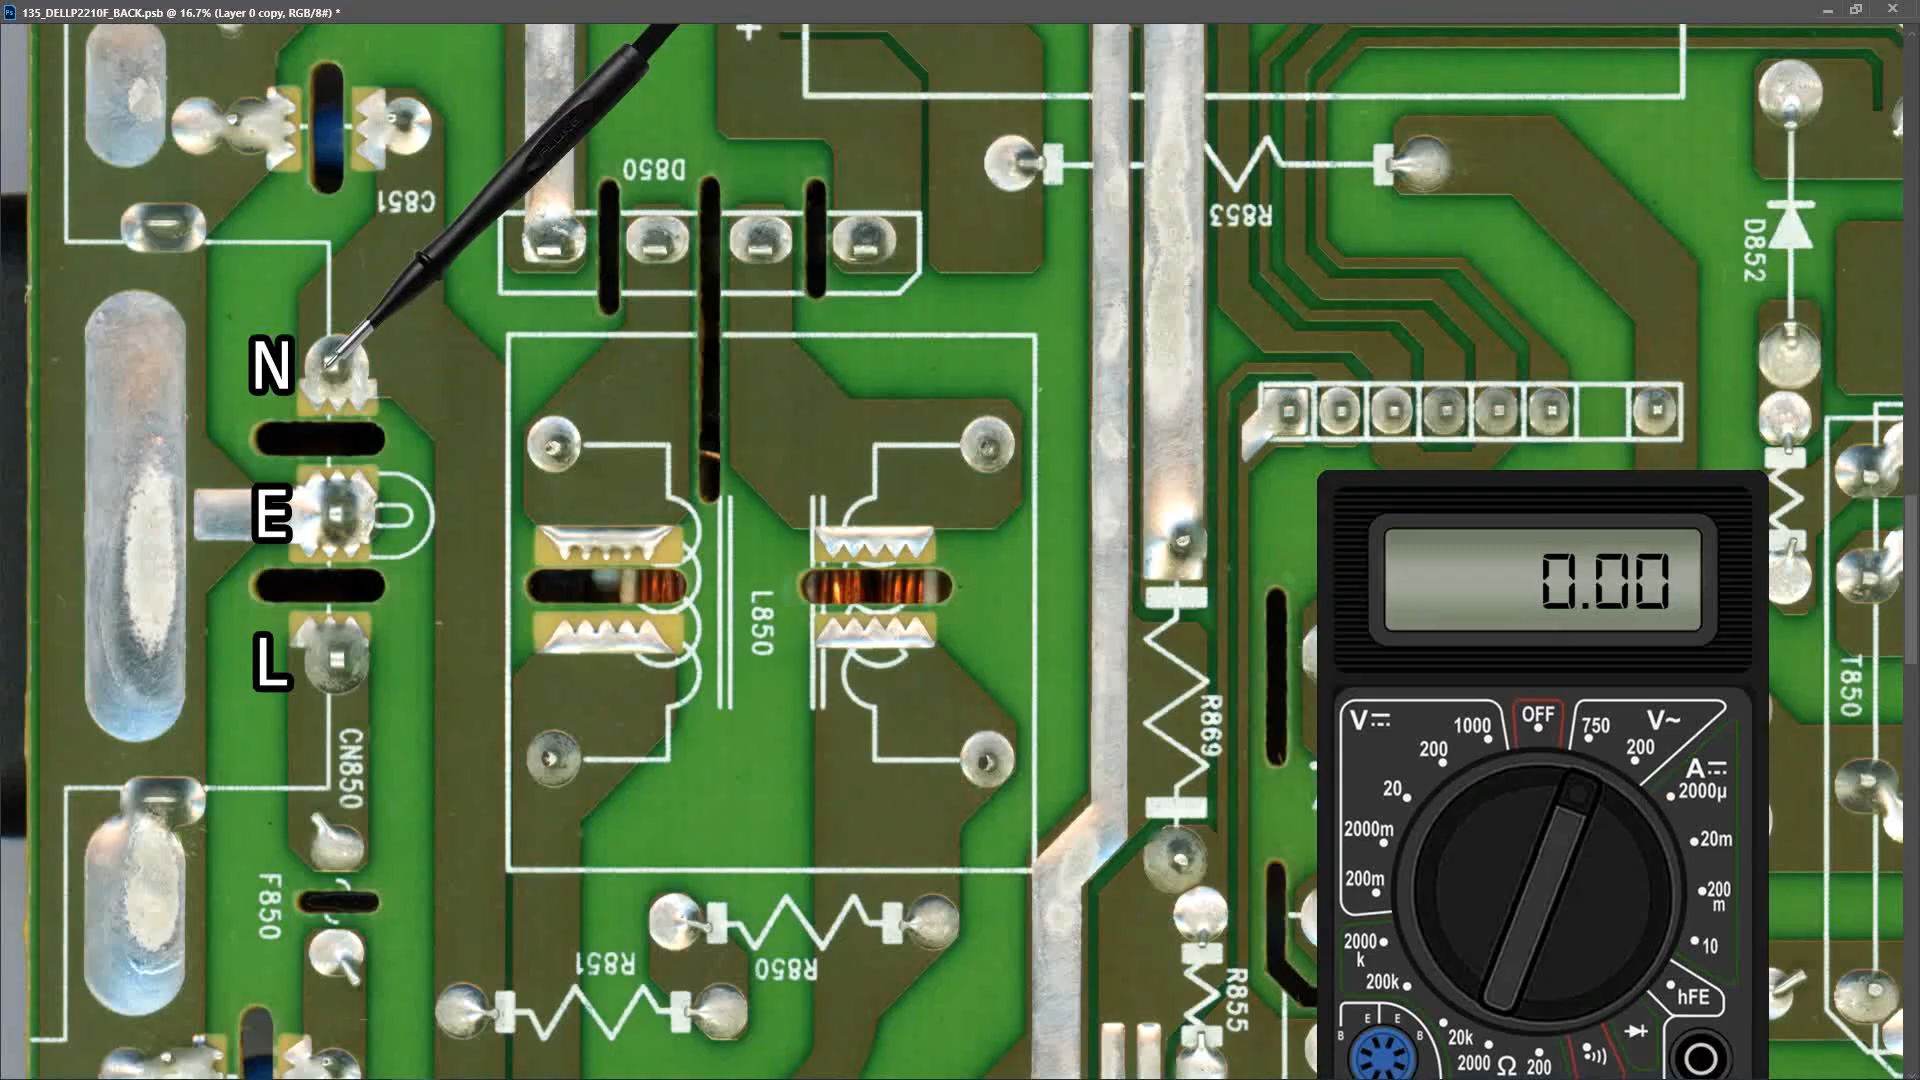 135_DELLP2210F_BACK.psb @ 16.7% (Layer 0 copy, RGB/8#) *
+
FLUKE
D850
C851
R853
D852
N
E
L
L850
CN850
F850
R869
T850
R851
R850
R855
0.00
OFF
V
1000
200
20
2000m
200m
2000
k
200k
20k
2000
Ω
200
750
V~
200
A
2000µ
20m
200
m
10
hFE
E E
B B